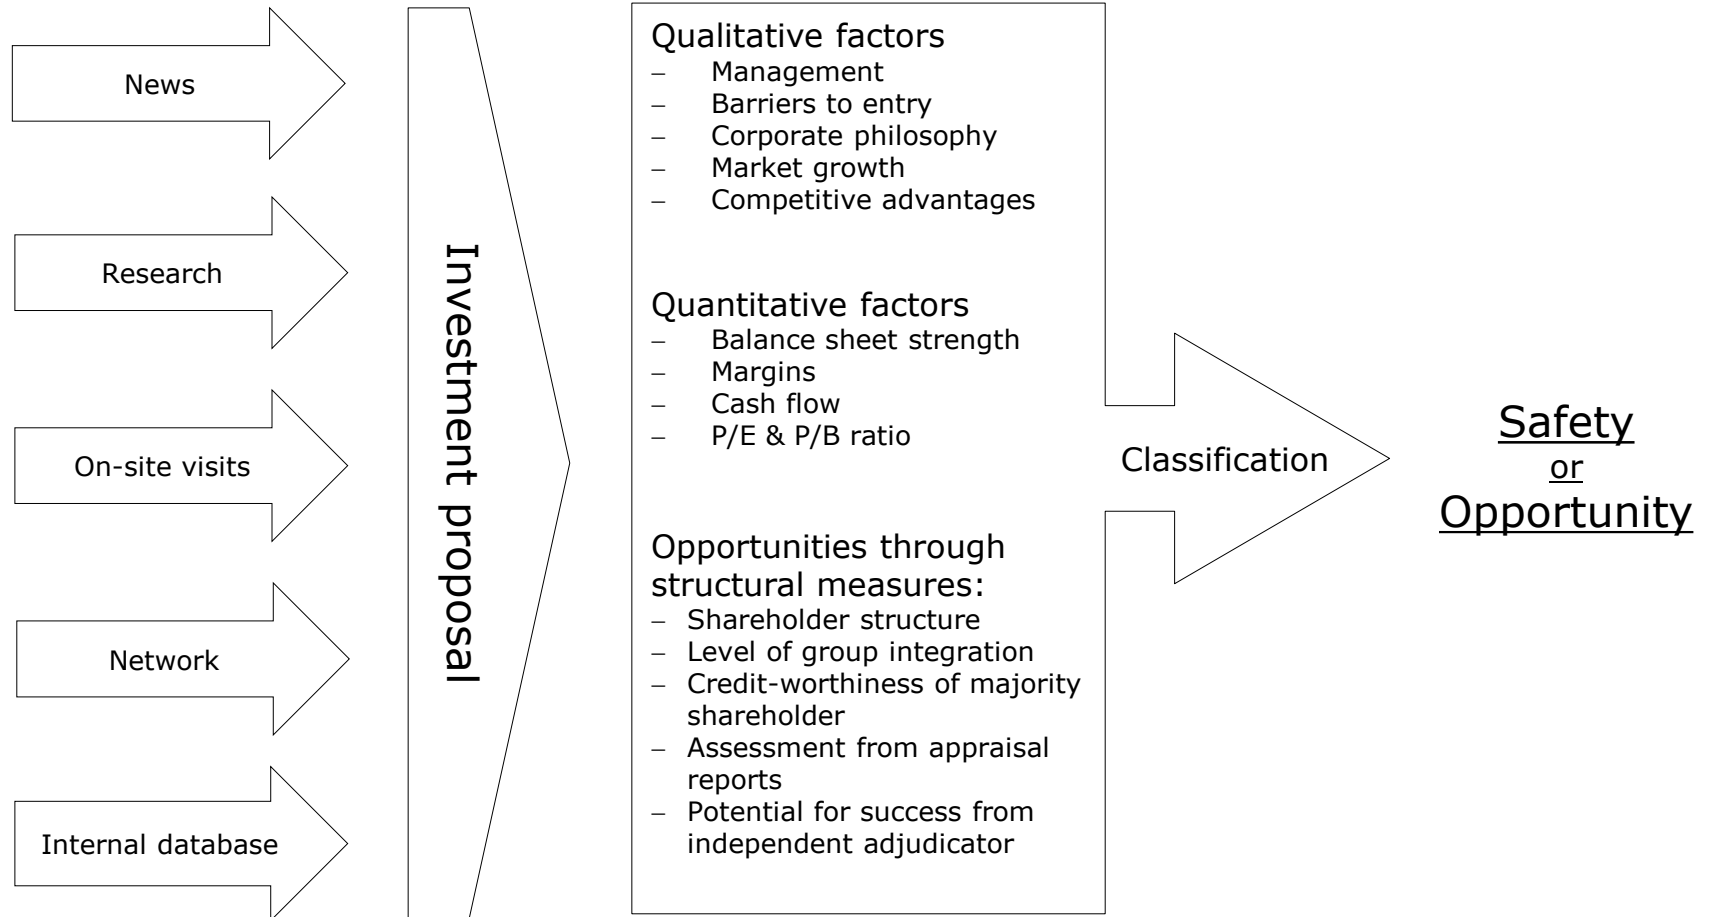 News
Research
On-site visits
Network
Internal database
Investment proposal
Qualitative factors
– Management
– Barriers to entry
– Corporate philosophy
– Market growth
– Competitive advantages
Quantitative factors
– Balance sheet strength
– Margins
– Cash flow
– P/E & P/B ratio
Opportunities through
structural measures:
– Shareholder structure
– Level of group integration
– Credit-worthiness of majority
shareholder
– Assessment from appraisal
reports
– Potential for success from
independent adjudicator
Classification
Safety
or
Opportunity